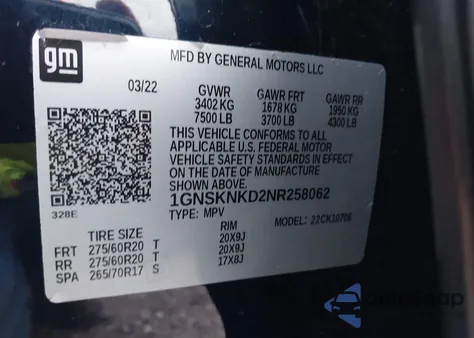 gm
MFD BY GENERAL MOTORS LLC
03/22
GVWR GAWR FRT GAWR RR
3402 KG 1678 KG 1950 KG
7500 LB 3700 LB 4300 LB
THIS VEHICLE CONFORMS TO ALL
APPLICABLE U.S. FEDERAL MOTOR
VEHICLE SAFETY STANDARDS IN EFFECT
ON THE DATE OF MANUFACTURE SHOWN ABOVE.
1GNSKNKD2NR258062
TYPE: MPV MODEL: 22CK10706
328E
TIRE SIZE RIM
FRT 275/60R20 T 20X9J
RR 275/60R20 T 20X9J
SPA 265/70R17 S 17X8J